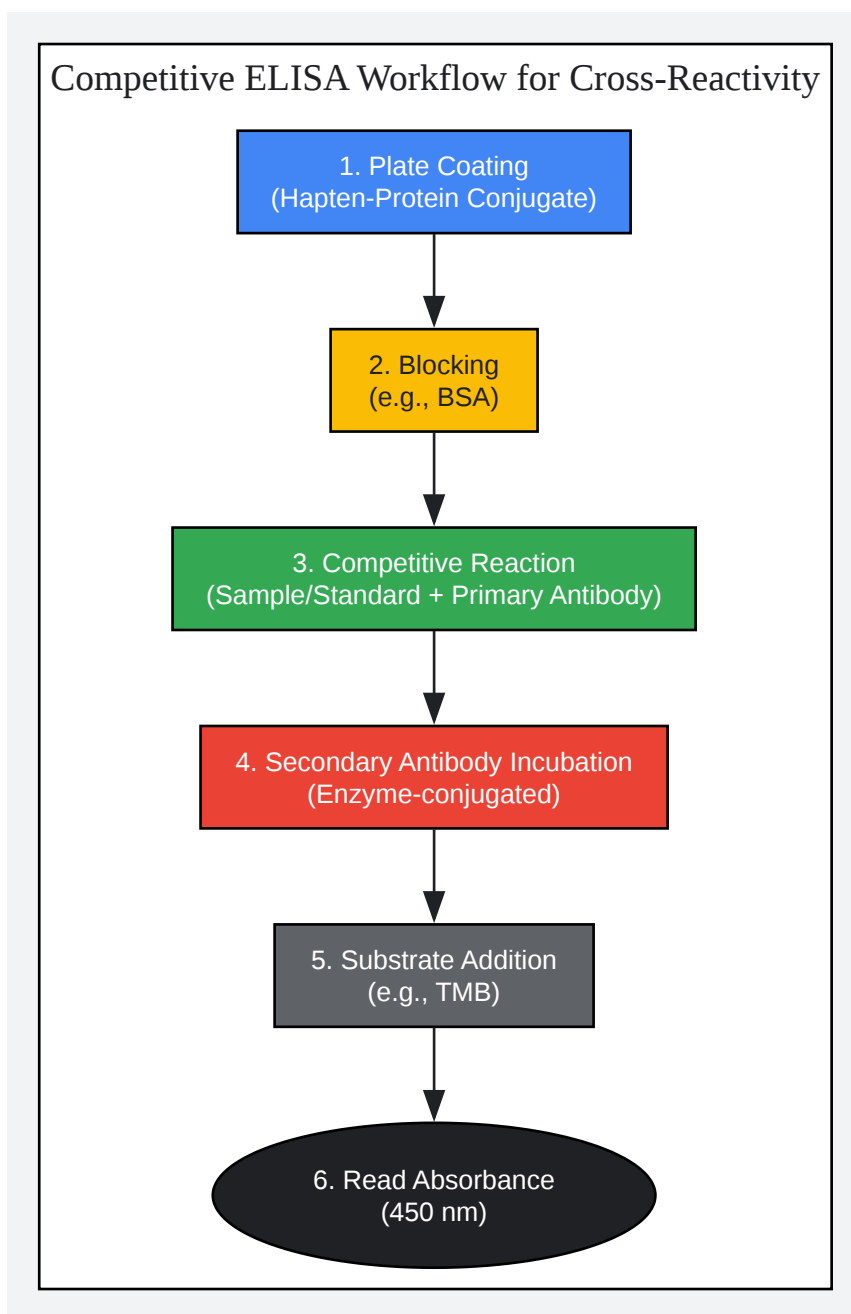 Competitive ELISA Workflow for Cross-Reactivity
1. Plate Coating
(Hapten-Protein Conjugate)
2. Blocking
(e.g., BSA)
3. Competitive Reaction
(Sample/Standard + Primary Antibody)
4. Secondary Antibody Incubation
(Enzyme-conjugated)
5. Substrate Addition
(e.g., TMB)
6. Read Absorbance
(450 nm)